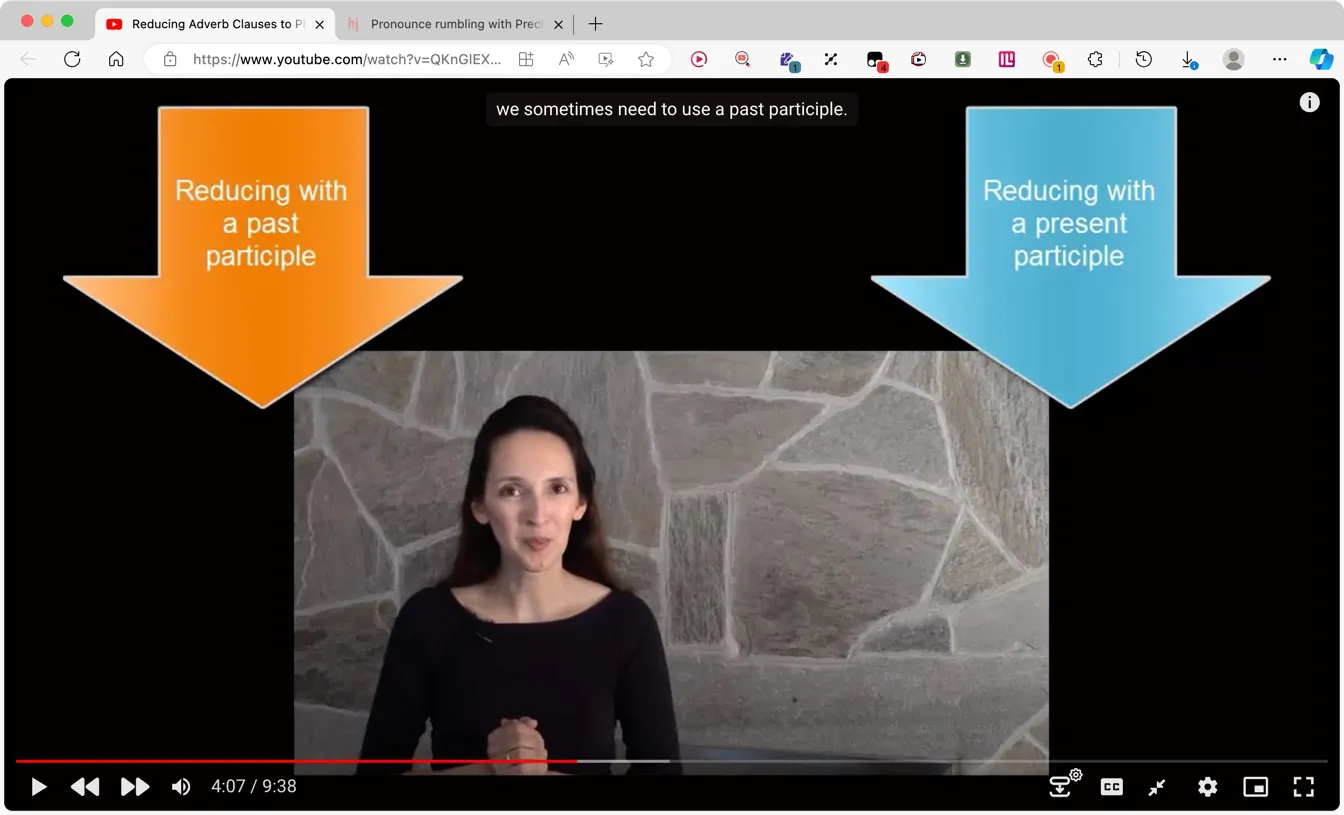 Reducing Adverb Clauses to P
Pronounce rumbling with Prec
https://www.youtube.com/watch?v=QKnGIEX...
1
4
1
we sometimes need to use a past participle.
Reducing with
a past
participle
Reducing with
a present
participle
4:07 / 9:38
CC